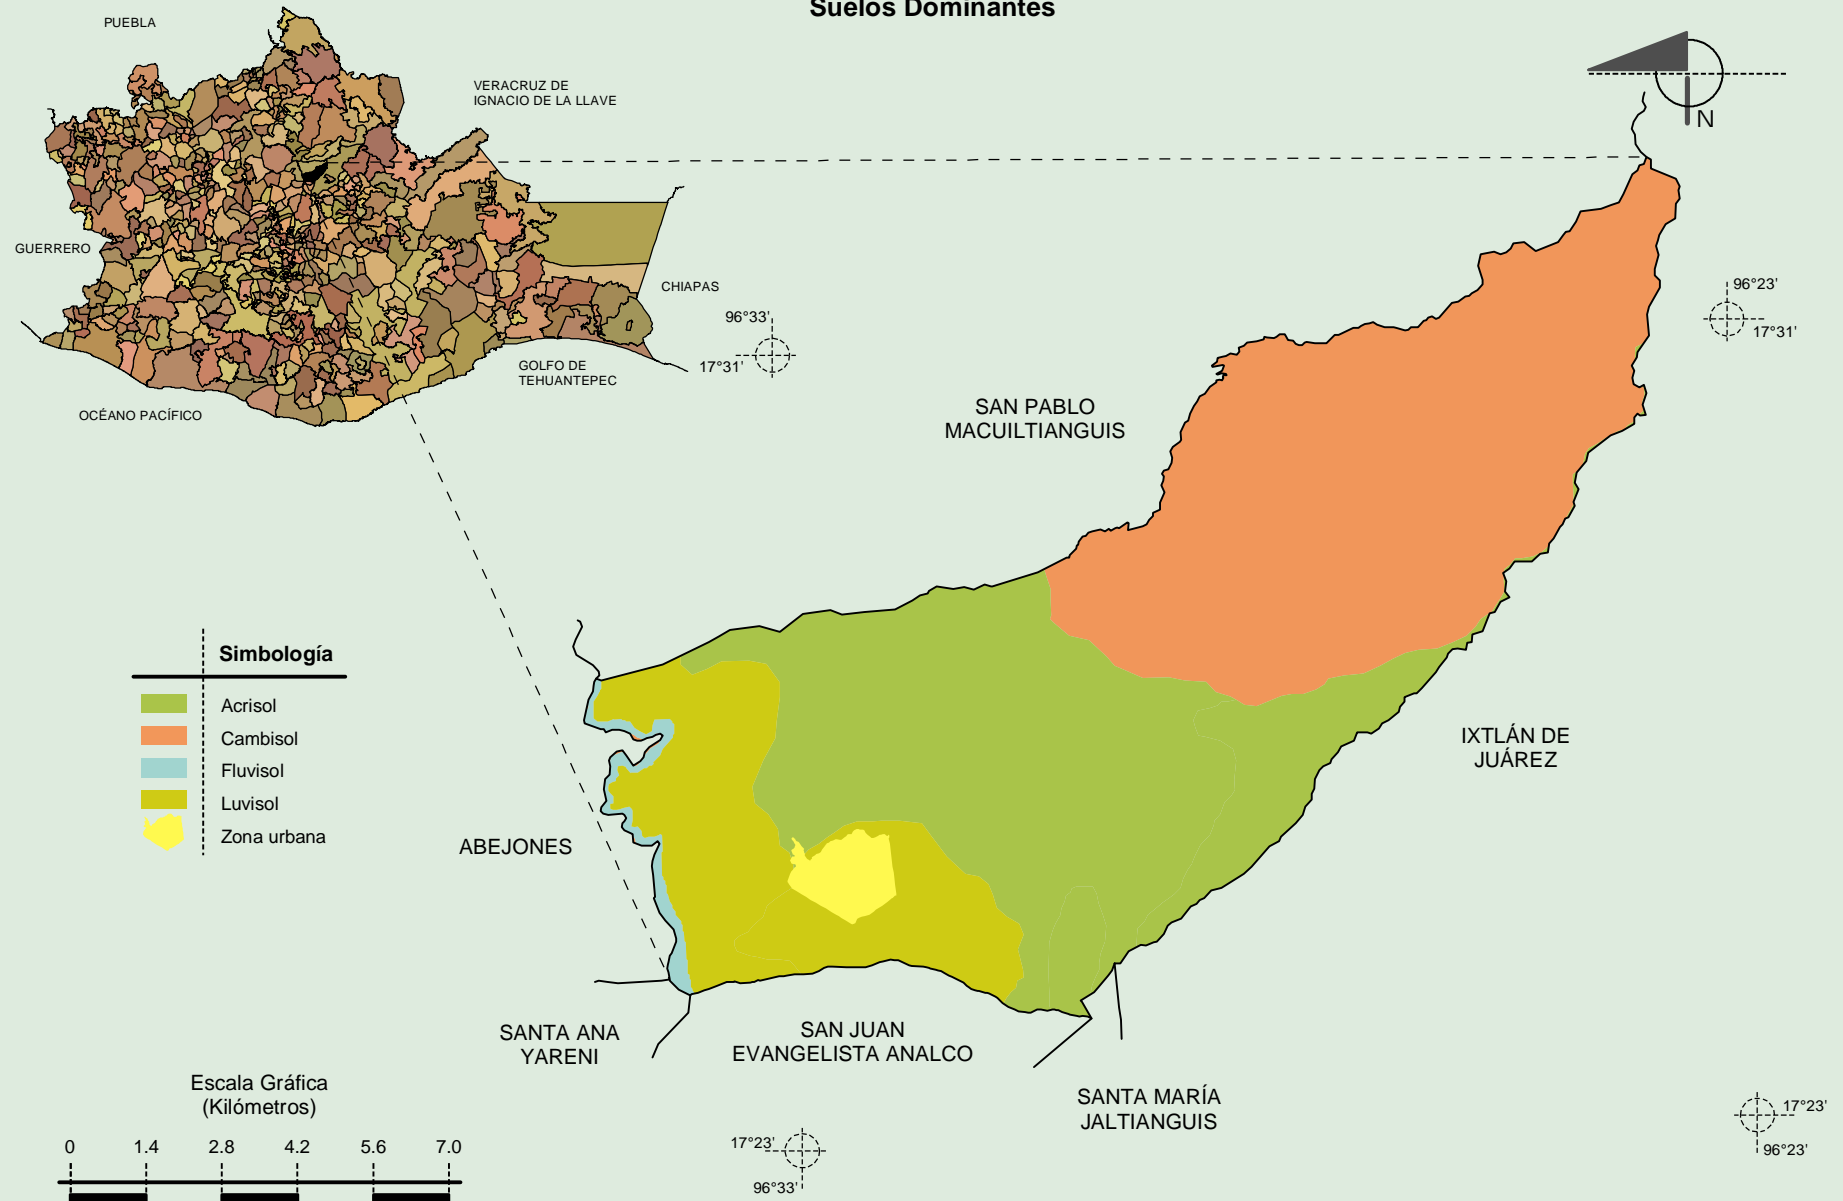 Suelos Dominantes
PUEBLA
VERACRUZ DE
IGNACIO DE LA LLAVE
GUERRERO
CHIAPAS
GOLFO DE
TEHUANTEPEC
OCÉANO PACÍFICO
N
96°33'
17°31'
96°23'
17°31'
SAN PABLO
MACUILTIANGUIS
IXTLÁN DE
JUÁREZ
ABEJONES
SANTA ANA
YARENI
SAN JUAN
EVANGELISTA ANALCO
SANTA MARÍA
JALTIANGUIS
Simbología
Acrisol
Cambisol
Fluvisol
Luvisol
Zona urbana
Escala Gráfica
(Kilómetros)
0 1.4 2.8 4.2 5.6 7.0
17°23'
96°33'
17°23'
96°23'